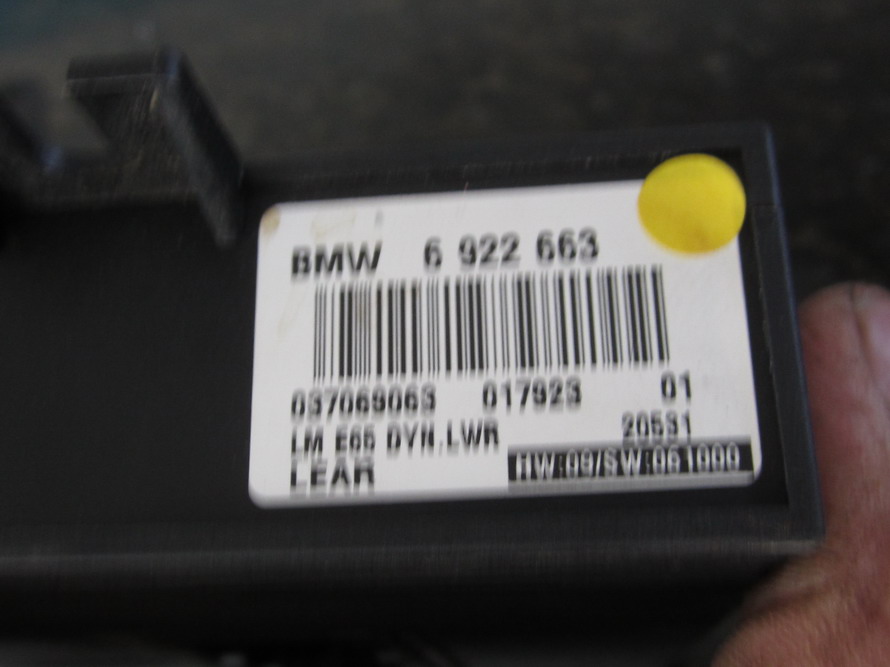 BMW 6 922 663
037069063 017923 01
LM E65 DYN.LWR 20531
LEAR HW:09/SW:061000